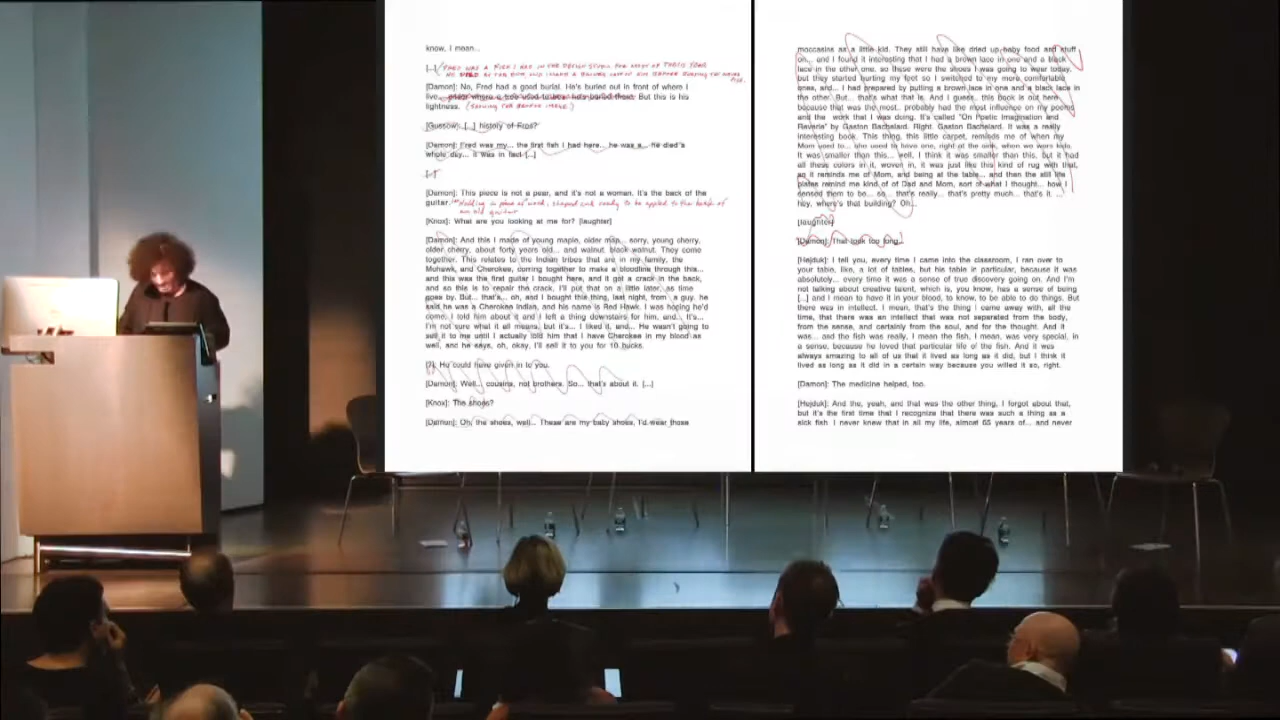 know, I mean...
[...]
[Damon]: No, Fred had a good burial. He's buried out in front of where I
live... But this is his
lightness.
[Gussow]: [...] history of Fros?
[Damon]: Fred was my... the first fish I had here... he was a... he died's
whole day... it was in fact [...]
[Damon]: This piece is not a pear, and it's not a woman. It's the back of the
guitar.
[Knox]: What are you looking at me for? [laughter]
[Damon]: And this I made of young maple, older map... sorry, young cherry,
older cherry, about forty years old... and walnut, black walnut. They come
together. This relates to the Indian tribes that are in my family, the
Mohawk, and Cherokee, coming together to make a bloodline through this...
and this was the first guitar I bought here, and it got a crack in the back,
and so this is to repair the crack. I'll put that on a little later, as time
goes by. But... that's... oh, and I bought this thing, last night, from a guy, he
said he was a Cherokee Indian, and his name is Red Hawk. I was hoping he'd
come. I told him about it and I left a thing downstairs for him, and... It's...
I'm not sure what it all means, but it's... I liked it, and... He wasn't going to
sell it to me until I actually told him that I have Cherokee in my blood as
well, and he says, oh, okay, I'll sell it to you for 10 bucks.
[?]: He could have given in to you.
[Damon]: Well... cousins, not brothers. So... that's about it. [...]
[Knox]: The shoes?
[Damon]: Oh, the shoes, well... These are my baby shoes, I'd wear those
moccasins as a little kid. They still have like dried up baby food and stuff
on... and I found it interesting that I had a brown lace in one and a black
lace in the other one, so these were the shoes I was going to wear today,
but they started hurting my feet so I switched to my more comfortable
ones, and... I had prepared by putting a brown lace in one and a black lace in
the other. But... that's what that is. And I guess... this book is out here
because that was the most.. probably had the most influence on my poems
and the work that I was doing. It's called "On Poetic Imagination and
Reverie" by Gaston Bachelard. Right. Gaston Bachelard. It was a really
interesting book. This thing, this little carpet, reminds me of when my
Mom used to... she used to have one, right at the sink, when we were kids.
It was smaller than this... well, I think it was smaller than this, but it had
all these colors in it, woven in, it was just like this kind of rug with that,
so it reminds me of Mom, and being at the table... and then the still life
plates remind me kind of of Dad and Mom, sort of what I thought... how I
sensed them to be... so... that's really... that's pretty much... that's it ...
hey, where's that building? Oh...
[laughter]
[Damon]: That took too long...
[Hejduk]: I tell you, every time I came into the classroom, I ran over to
your table, like, a lot of tables, but his table in particular, because it was
absolutely... every time it was a sense of true discovery going on. And I'm
not talking about creative talent, which is, you know, has a sense of being
[...] and I mean to have it in your blood, to know, to be able to do things. But
there was in intellect. I mean, that's the thing I came away with, all the
time, that there was an intellect that was not separated from the body,
from the sense, and certainly from the soul, and for the thought. And it
was... and the fish was really, I mean the fish, I mean, was very special, in
a sense, because he loved that particular life of the fish. And it was
always amazing to all of us that it lived as long as it did, but I think it
lived as long as it did in a certain way because you willed it so, right.
[Damon]: The medicine helped, too.
[Hejduk]: And the, yeah, and that was the other thing, I forgot about that,
but it's the first time that I recognize that there was such a thing as a
sick fish. I never knew that in all my life, almost 65 years of... and never